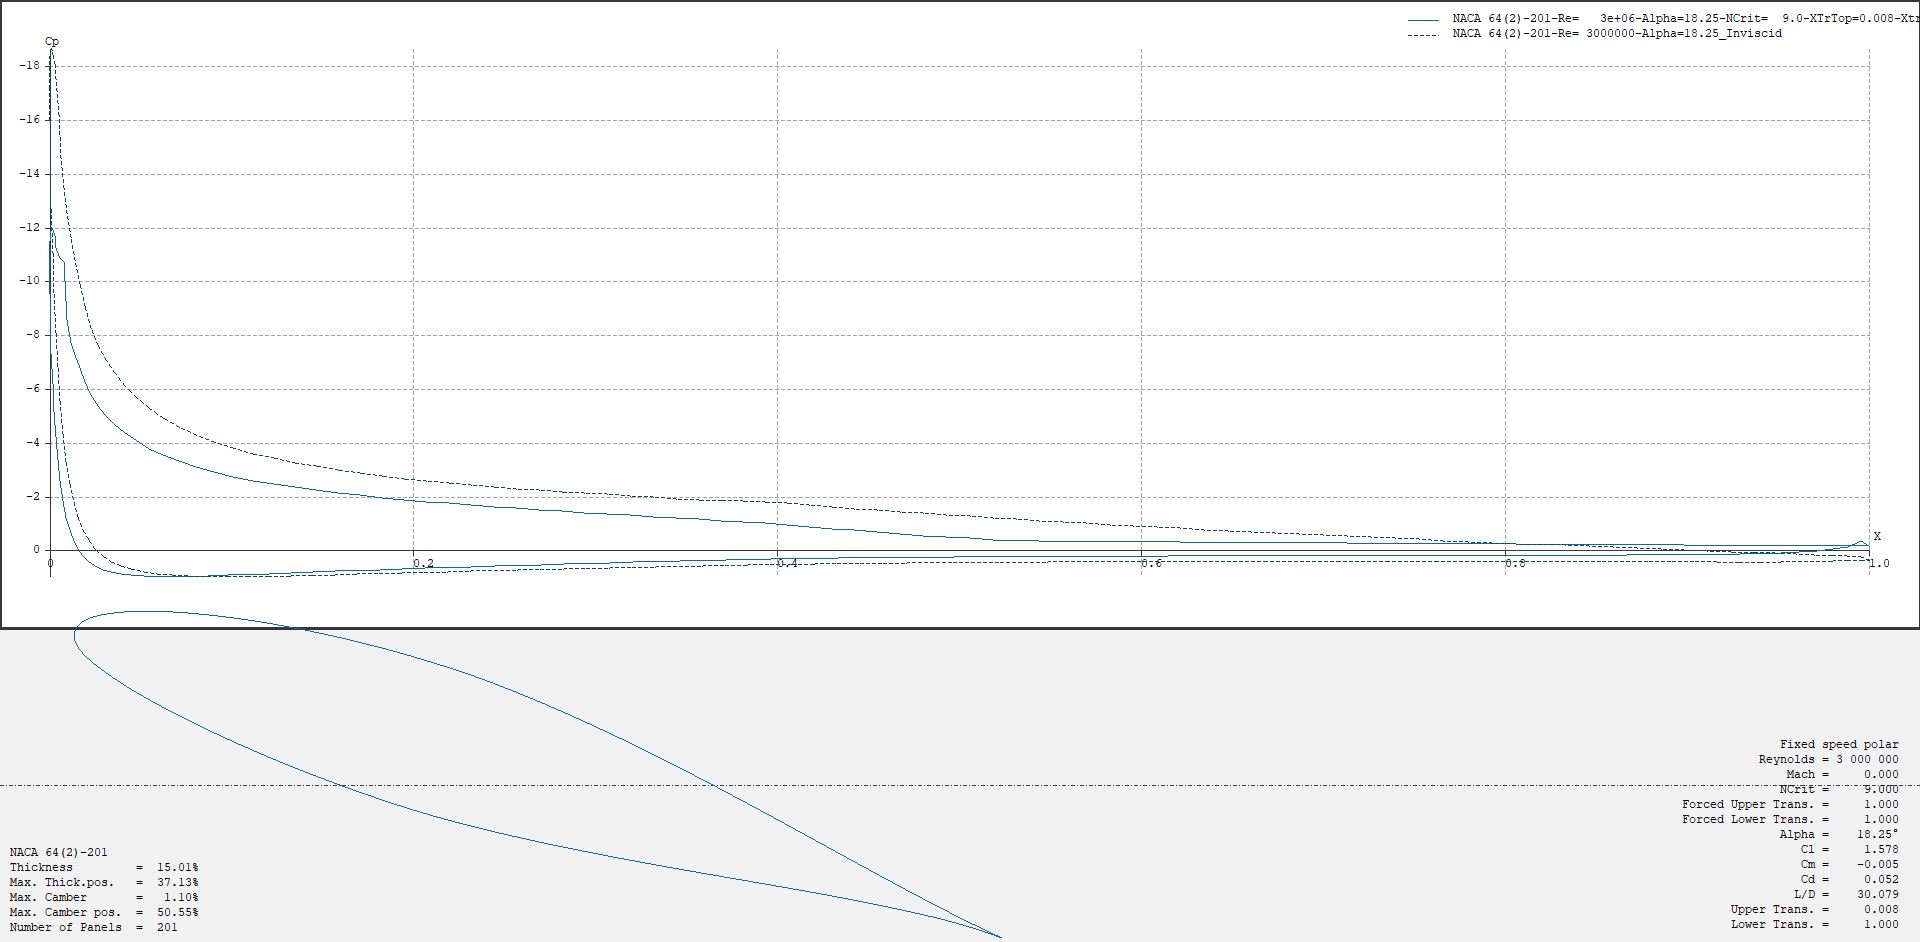 NACA 64(2)-201-Re=   3e+06-Alpha=18.25-NCrit=  9.0-XTrTop=0.008-Xtr
NACA 64(2)-201-Re= 3000000-Alpha=18.25_Inviscid
Cp
-18
-16
-14
-12
-10
-8
-6
-4
-2
0
X
0 0.2 0.4 0.6 0.8 1.0
Fixed speed polar
Reynolds = 3 000 000
Mach = 0.000
NCrit = 9.000
Forced Upper Trans. = 1.000
Forced Lower Trans. = 1.000
Alpha = 18.25°
Cl = 1.578
Cm = -0.005
Cd = 0.052
L/D = 30.079
Upper Trans. = 0.008
Lower Trans. = 1.000
NACA 64(2)-201
Thickness = 15.01%
Max. Thick.pos. = 37.13%
Max. Camber = 1.10%
Max. Camber pos. = 50.55%
Number of Panels = 201